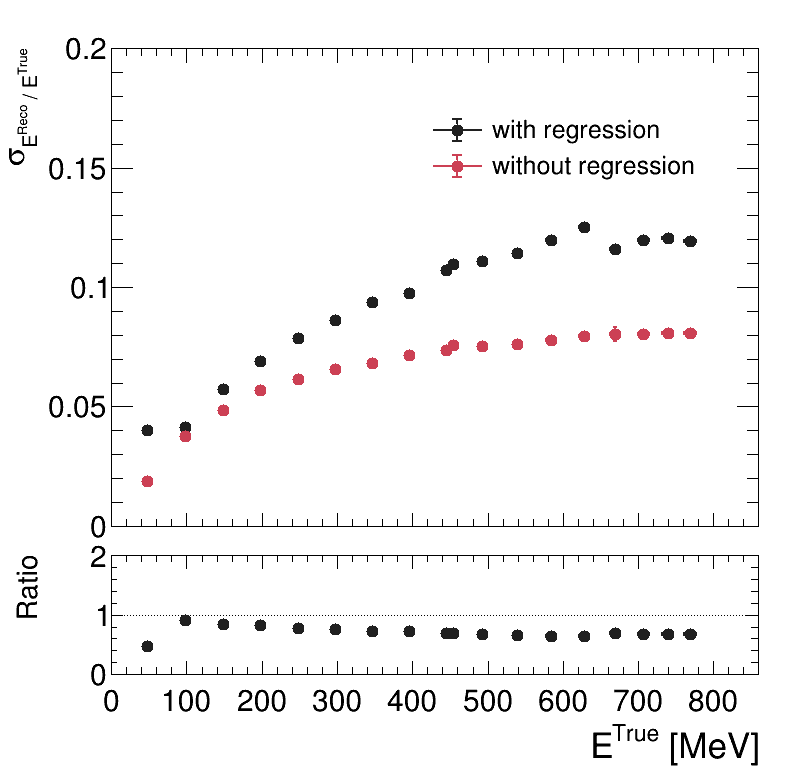 0.2
σ_{E^{Reco} / E^{True}}
with regression
0.15
without regression
0.1
0.05
0
2
Ratio
1
0
0 100 200 300 400 500 600 700 800
E^{True} [MeV]